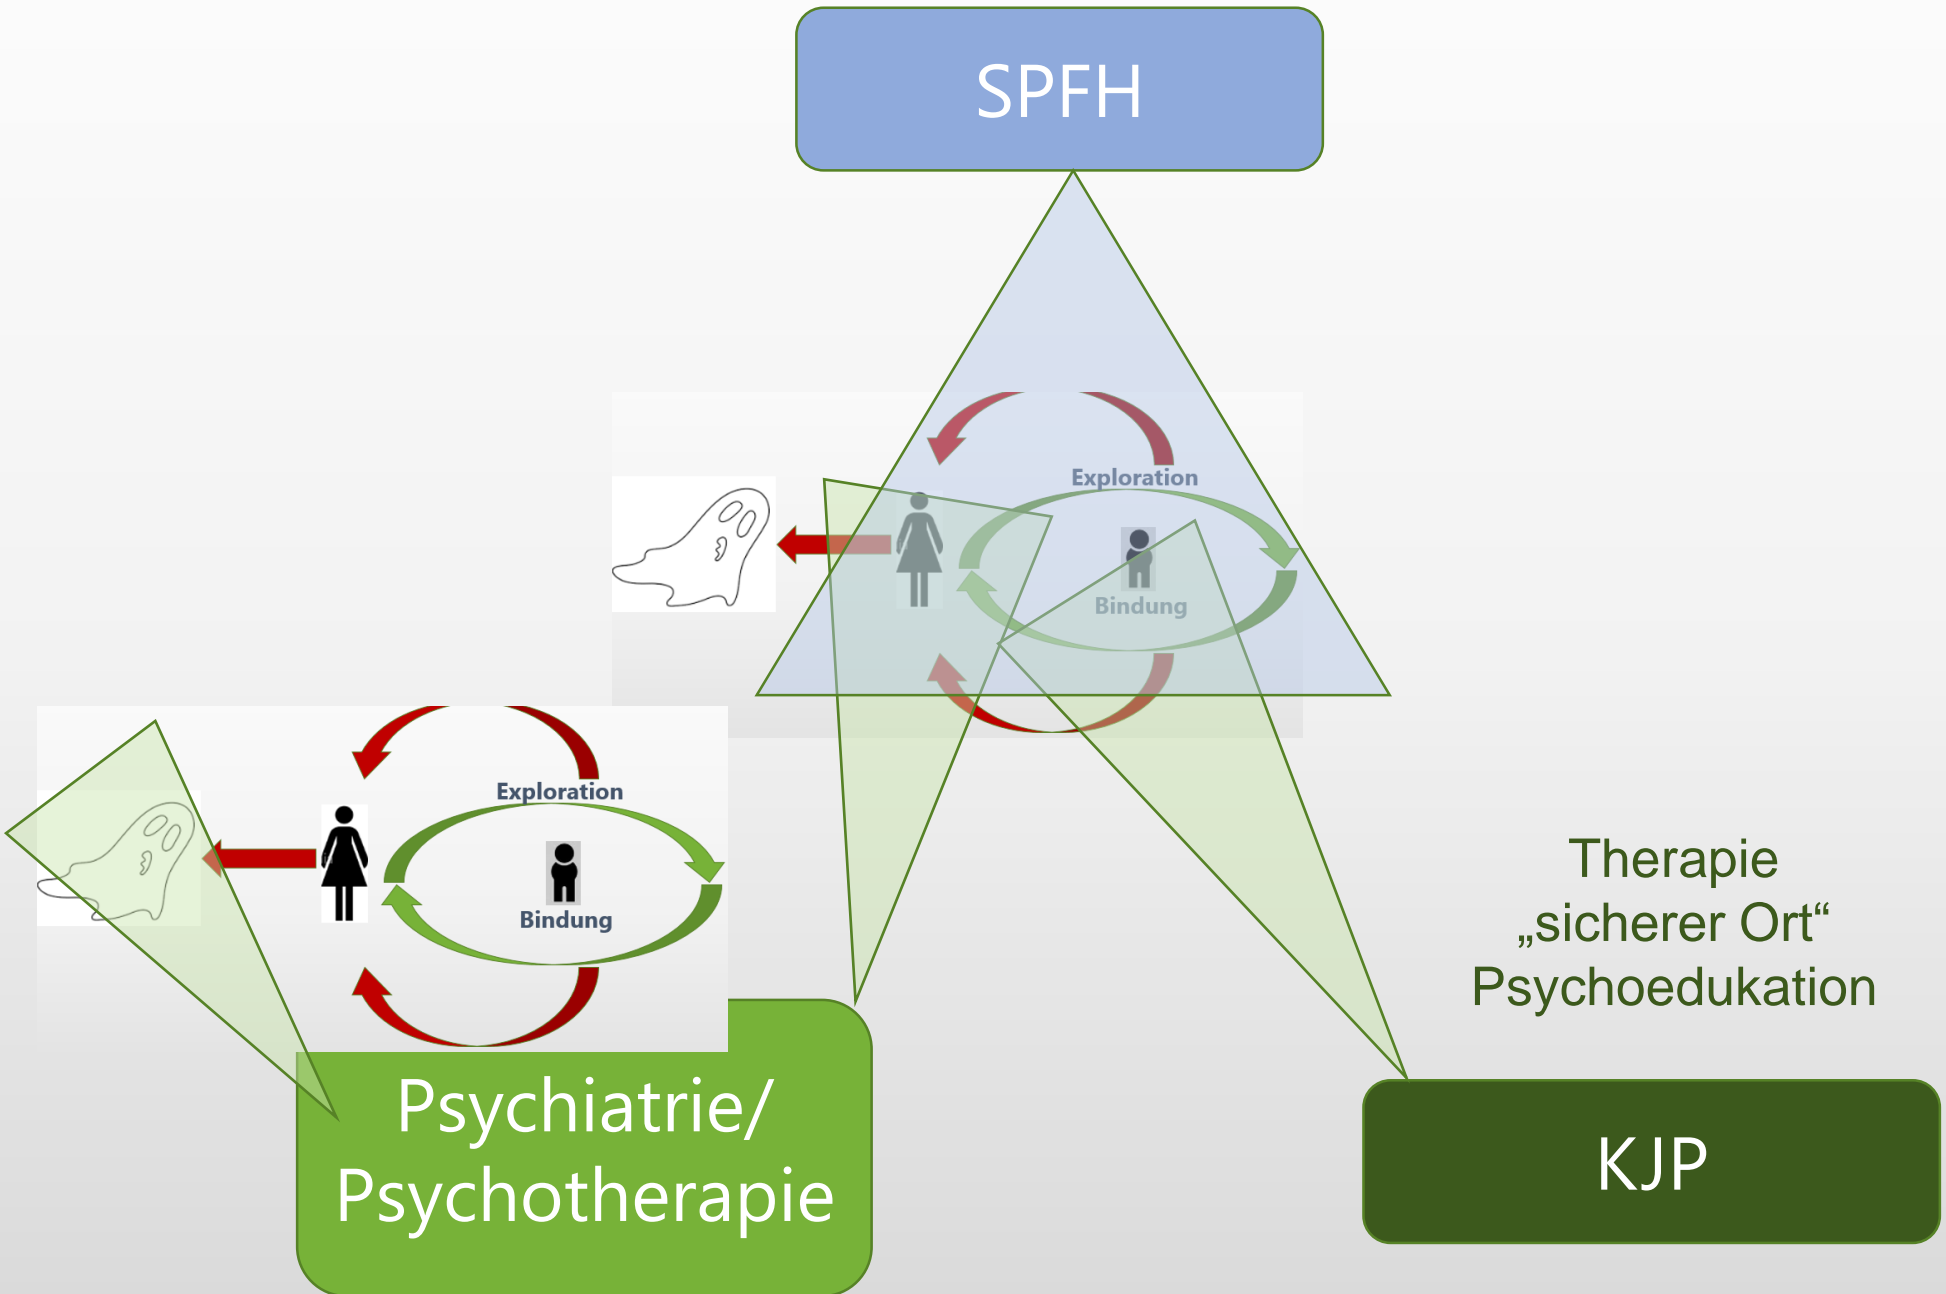 SPFH
Exploration
Bindung
Exploration
Bindung
Therapie
„sicherer Ort“
Psychoedukation
Psychiatrie/
Psychotherapie
KJP